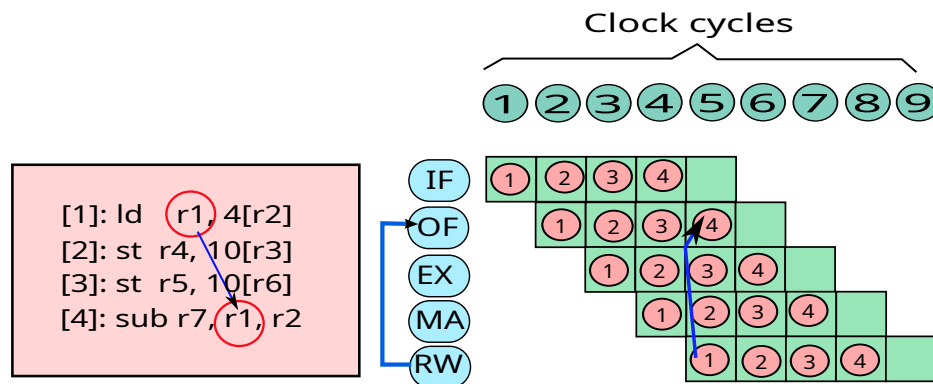 Clock cycles
1 2 3 4 5 6 7 8 9
[1]: ld r1, 4[r2]
[2]: st r4, 10[r3]
[3]: st r5, 10[r6]
[4]: sub r7, r1, r2
IF 1 2 3 4
OF 1 2 3 4
EX 1 2 3 4
MA 1 2 3 4
RW 1 2 3 4